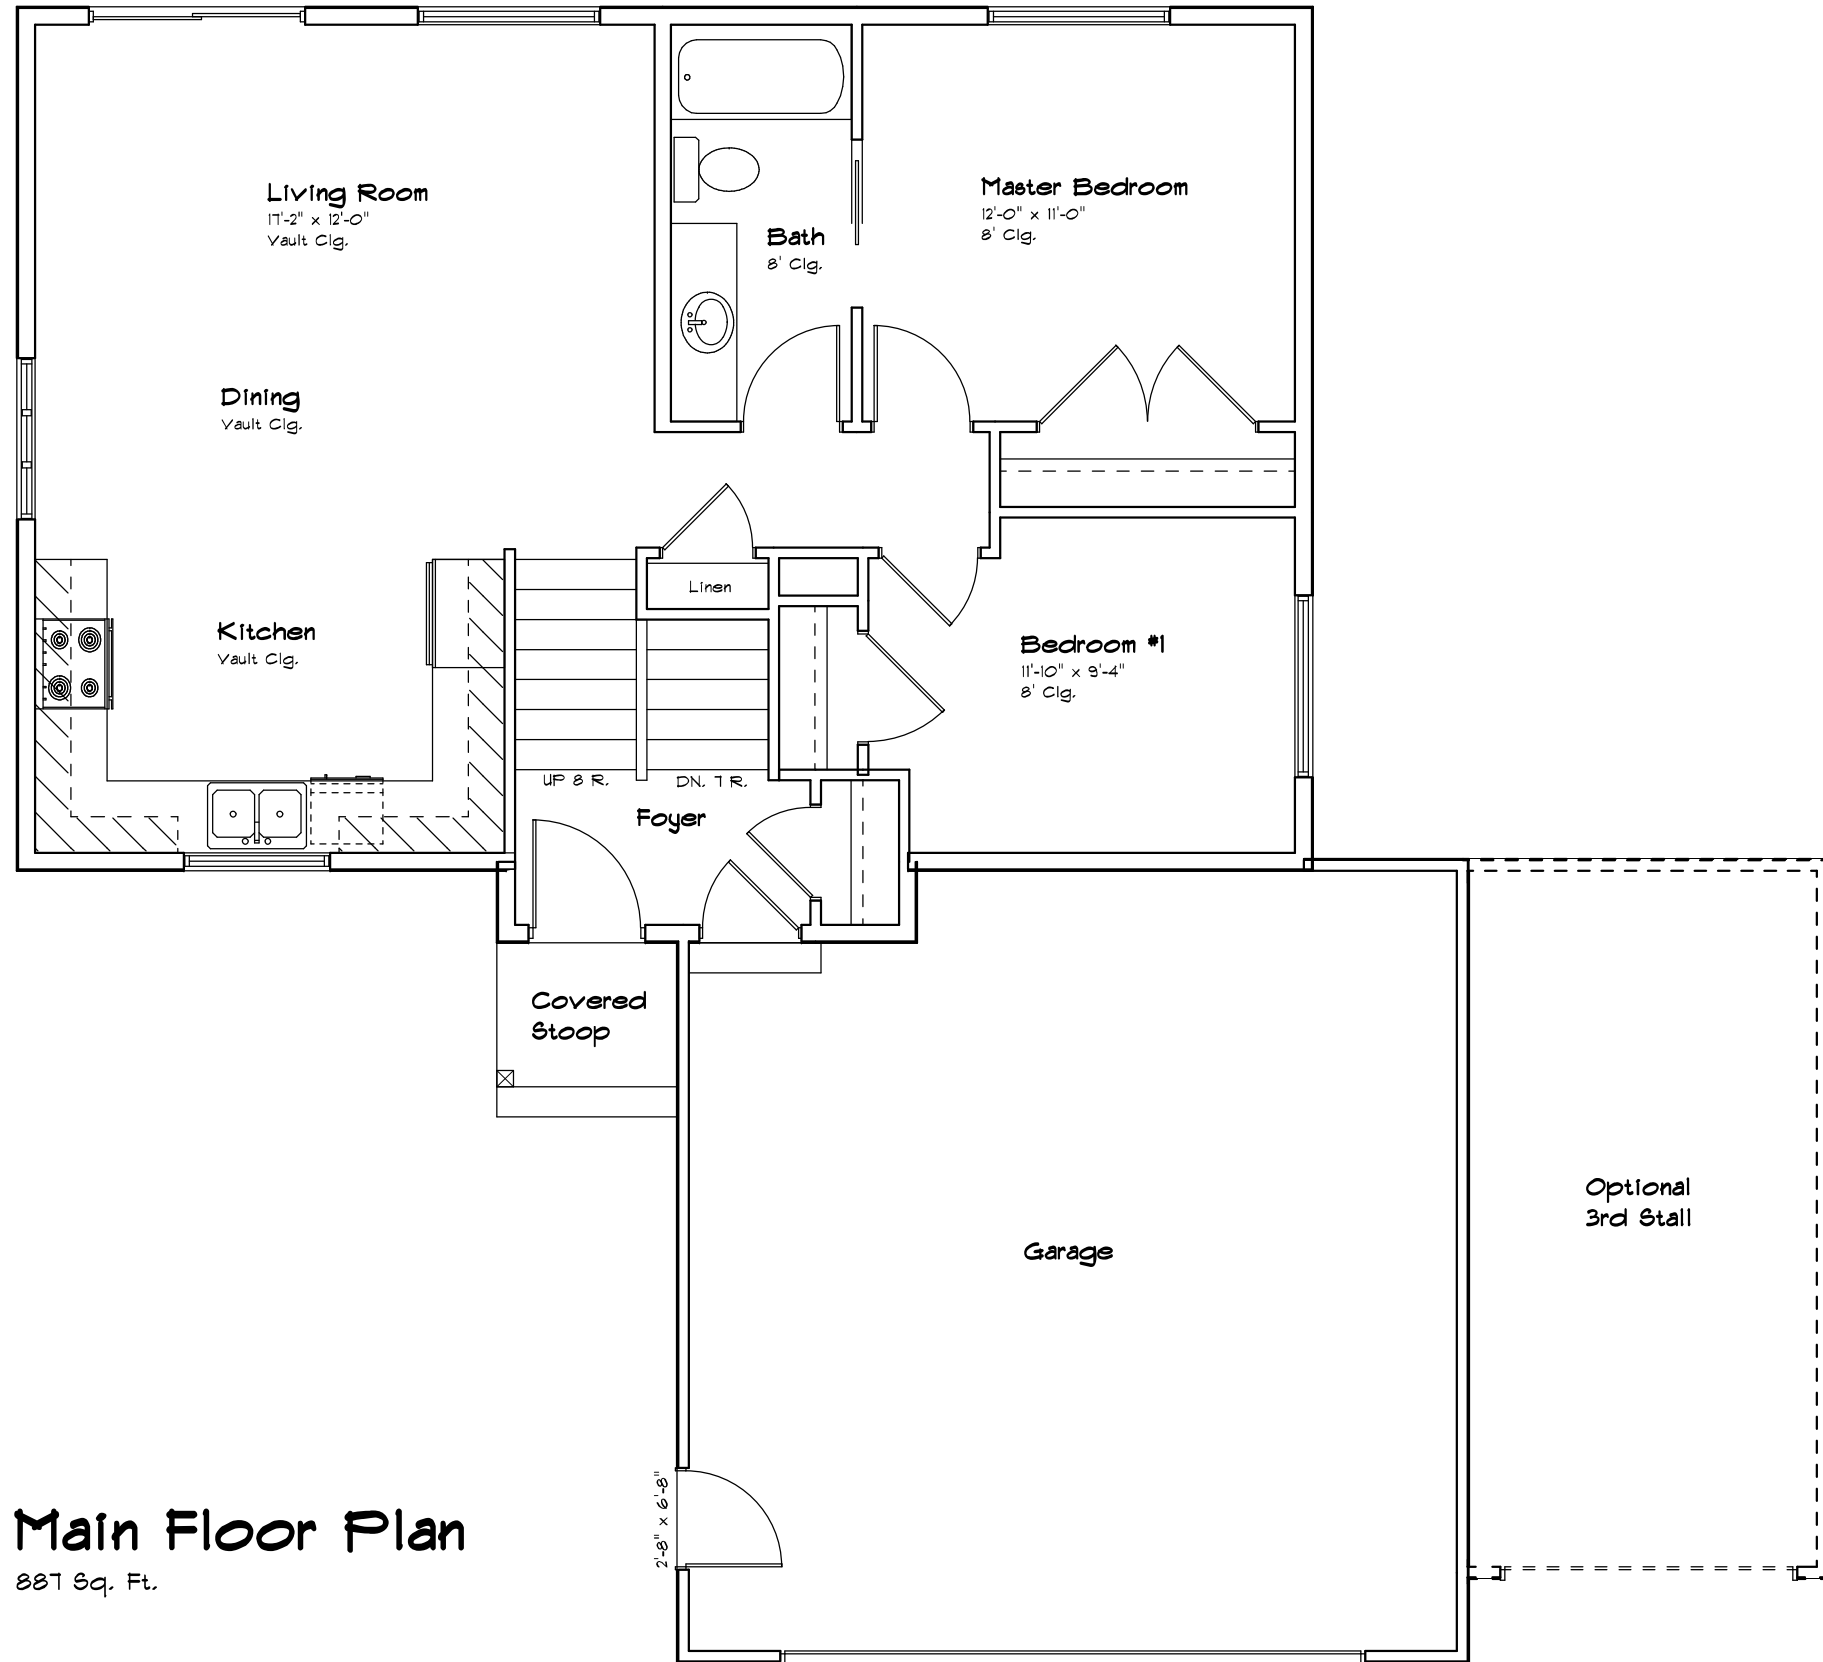 Living Room
17'-2" x 12'-0"
Vault Clg.
Master Bedroom
12'-0" x 11'-0"
8' Clg.
Bath
8' Clg.
Dining
Vault Clg.
Linen
Kitchen
Vault Clg.
Bedroom #1
11'-10" x 9'-4"
8' Clg.
UP 8 R.
DN. 7 R.
Foyer
Covered
Stoop
Optional
3rd Stall
Garage
2'-8" x 6'-8"
Main Floor Plan
887 Sq. Ft.